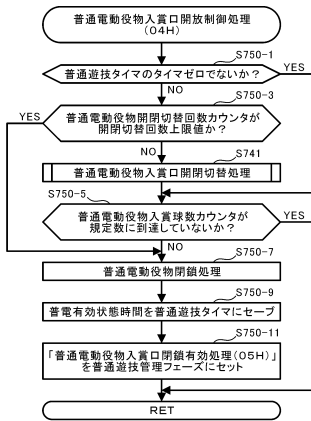 普通電動役物入賞口開放制御処理
(04H)
S750-1
普通遊技タイマのタイマゼロでないか?
YES
NO
S750-3
YES
普通電動役物開閉切替回数カウンタが
開閉切替回数上限値か?
NO
S741
普通電動役物入賞口開閉切替処理
S750-5
普通電動役物入賞球数カウンタが
規定数に到達していないか?
YES
NO
S750-7
普通電動役物閉鎖処理
S750-9
普電有効状態時間を普通遊技タイマにセーブ
S750-11
「普通電動役物入賞口閉鎖有効処理(05H)」
を普通遊技管理フェーズにセット
RET